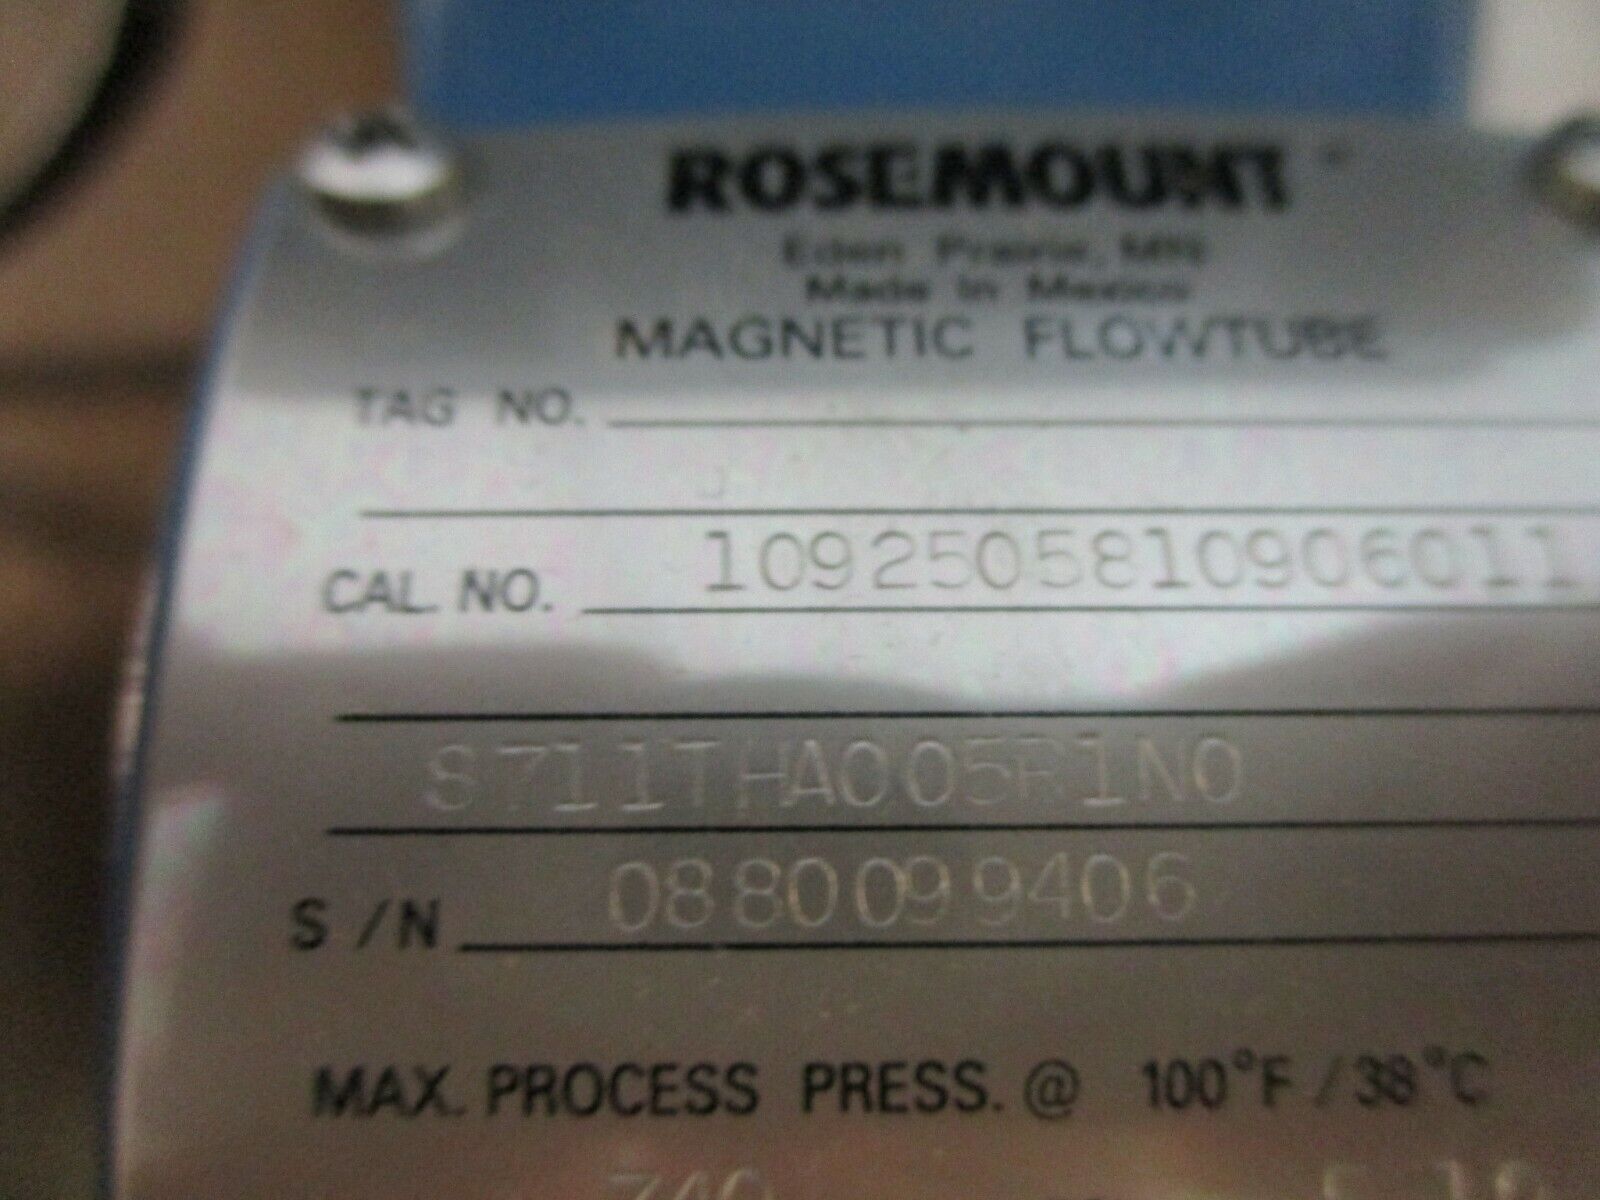 ROSEMOUNT
Eden Prairie, MN
Made in Mexico
MAGNETIC FLOWTUBE
TAG NO.
CAL. NO. 1092505810906011
8711THA005R1N0
S/N 0880099406
MAX. PROCESS PRESS. @ 100°F/38°C
740